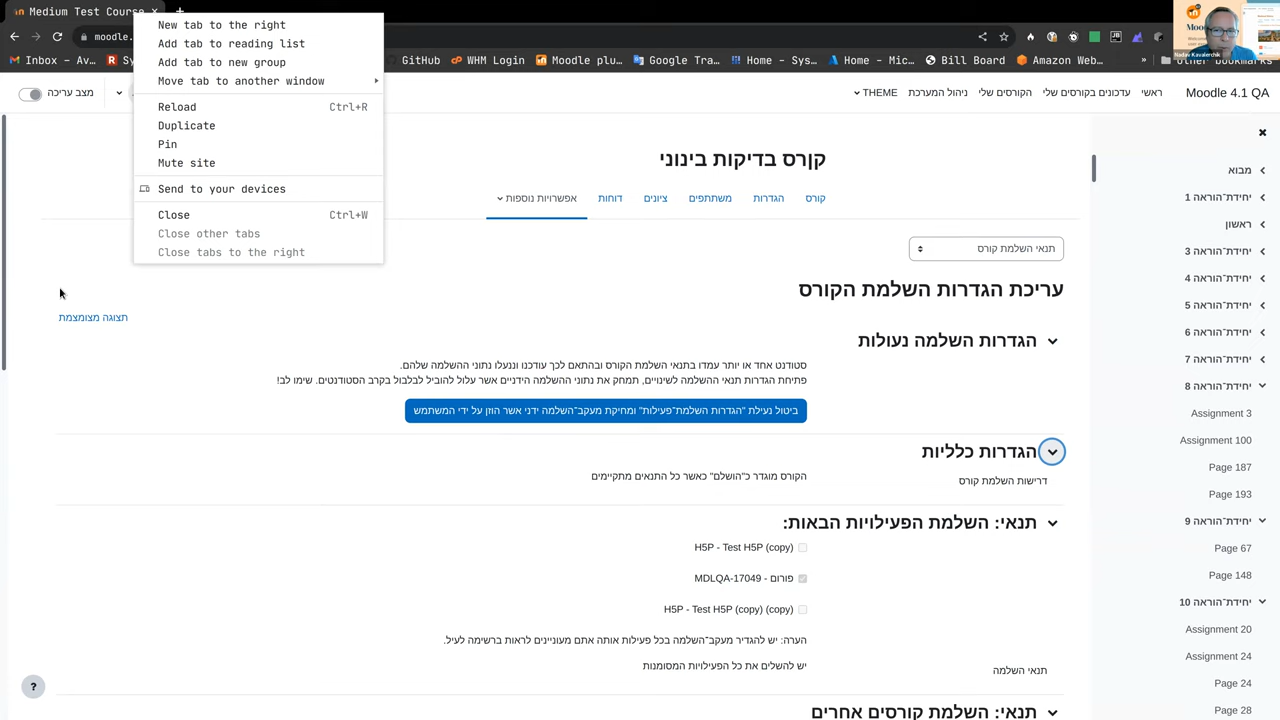 Moodle Test Course
moodle.
New tab to the right
Add tab to reading list
Add tab to new group
Move tab to another window
Reload Ctrl+R
Duplicate
Pin
Mute site
Send to your devices
Close Ctrl+W
Close other tabs
Close tabs to the right
Inbox - Av...
GitHub
WHM Login
Moodle plu...
Google Tra...
Home - Sys...
Home - Mic...
Bill Board
Availability...
Other bookmarks
Nadav Kavalerchik
Moodle 4.1 QA
ראשי
עדכונים בקורסים שלי
הקורסים שלי
ניהול המערכת
THEME
מצב עריכה
קןרס בדיקות בינוני
קורס
הגדרות
משתתפים
ציונים
דוחות
אפשרויות נוספות
תנאי השלמת קורס
עריכת הגדרות השלמת הקורס
תצוגה מצומצמת
הגדרות השלמה נעולות
סטודנט אחד או יותר עמדו בתנאי השלמת הקורס ובהתאם לכך עודכנו וננעלו נתוני ההשלמה שלהם.
פתיחת הגדרות תנאי ההשלמה לשינויים, תמחק את נתוני ההשלמה הידניים אשר עלול להוביל לבלבול בקרב הסטודנטים. שימו לב!
ביטול נעילת "הגדרות השלמת־פעילות" ומחיקת מעקב־השלמה ידני אשר הוזן על ידי המשתמש
הגדרות כלליות
דרישות השלמת קורס
הקורס מוגדר כ"הושלם" כאשר כל התנאים מתקיימים
תנאי: השלמת הפעילויות הבאות:
H5P - Test H5P (copy)
פורום - MDLQA-17049
H5P - Test H5P (copy) (copy)
הערה: יש להגדיר מעקב־השלמה בכל פעילות אותה אתם מעוניינים לראות ברשימה לעיל.
תנאי השלמה
יש להשלים את כל הפעילויות המסומנות
תנאי: השלמת קורסים אחרים
מבוא
יחידת־הוראה 1
ראשון
יחידת־הוראה 3
יחידת־הוראה 4
יחידת־הוראה 5
יחידת־הוראה 6
יחידת־הוראה 7
יחידת־הוראה 8
Assignment 3
Assignment 100
Page 187
Page 193
יחידת־הוראה 9
Page 67
Page 148
יחידת־הוראה 10
Assignment 20
Assignment 24
Page 24
Page 28
?